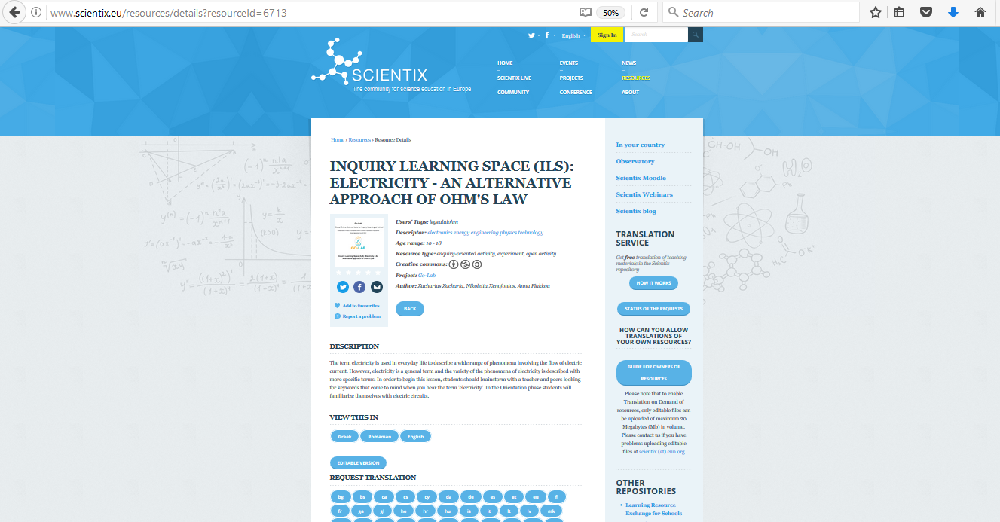 www.scientix.eu/resources/details?resourceId=6713
50%
Search
English
Sign In
Search
SCIENTIX
The community for science education in Europe
HOME
EVENTS
NEWS
SCIENTIX LIVE
PROJECTS
RESOURCES
COMMUNITY
CONFERENCE
ABOUT
Home › Resources › Resource Details
INQUIRY LEARNING SPACE (ILS):
ELECTRICITY - AN ALTERNATIVE
APPROACH OF OHM'S LAW
Go-Lab
GO-LAB
Users' Tags: legealuiohm
Descriptor: electronics energy engineering physics technology
Age range: 10 - 18
Resource type: enquiry-oriented activity, experiment, open activity
Creative commons:
Project: Go-Lab
Author: Zacharias Zacharia, Nikoletta Xenofontos, Anna Flakkou
Add to favourites
Report a problem
BACK
DESCRIPTION
The term electricity is used in everyday life to describe a wide range of phenomena involving the flow of electric
current. However, electricity is a general term and the variety of the phenomena of electricity is described with
more specific terms. In order to begin this lesson, students should brainstorm with a teacher and peers looking
for keywords that come to mind when you hear the term 'electricity'. In the Orientation phase students will
familiarize themselves with electric circuits.
VIEW THIS IN
Greek Romanian English
EDITABLE VERSION
REQUEST TRANSLATION
bg bs ca cs cy da de es et eu fi
fr ga gl he hr hu is it lt lv mk
In your country
Observatory
Scientix Moodle
Scientix Webinars
Scientix blog
TRANSLATION
SERVICE
Get free translation of teaching
materials in the Scientix
repository
HOW IT WORKS
STATUS OF THE REQUESTS
HOW CAN YOU ALLOW
TRANSLATIONS OF
YOUR OWN RESOURCES?
GUIDE FOR OWNERS OF
RESOURCES
Please note that to enable
Translation on Demand of
resources, only editable files can
be uploaded of maximum 20
Megabytes (Mb) in volume.
Please contact us if you have
problems uploading editable
files at scientix (at) eun.org
OTHER
REPOSITORIES
Learning Resource
Exchange for Schools